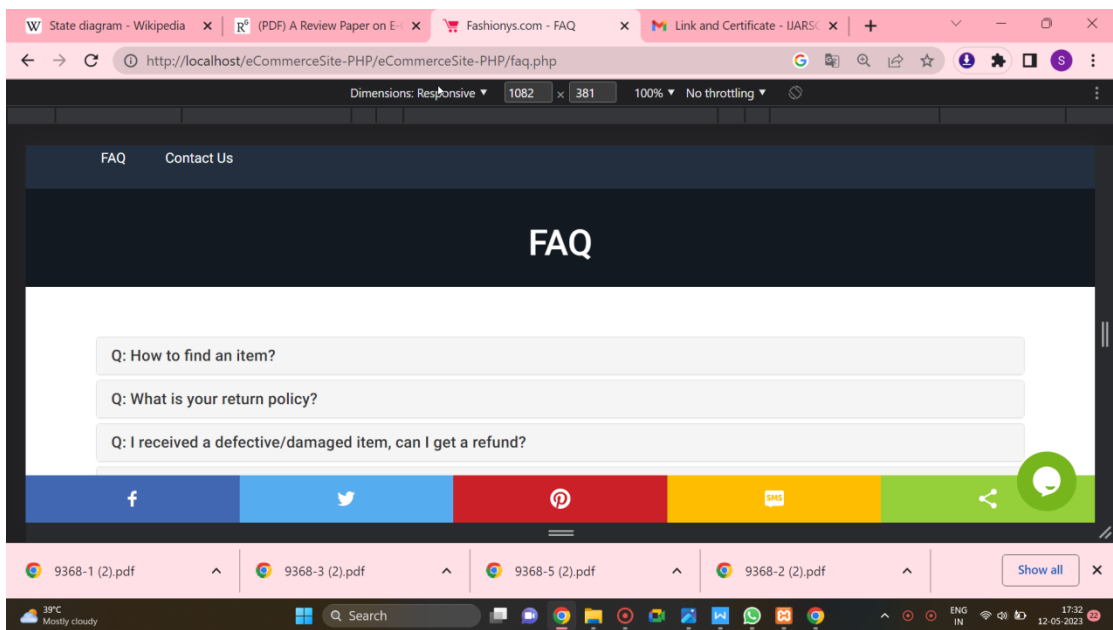 W State diagram - Wikipedia
R⁶ (PDF) A Review Paper on E-
Fashionys.com - FAQ
M Link and Certificate - IJARSC
http://localhost/eCommerceSite-PHP/eCommerceSite-PHP/faq.php
G
S
Dimensions: Responsive ▼ 1082 × 381 100% ▼ No throttling ▼
FAQ Contact Us
FAQ
Q: How to find an item?
Q: What is your return policy?
Q: I received a defective/damaged item, can I get a refund?
SMS
9368-1 (2).pdf
9368-3 (2).pdf
9368-5 (2).pdf
9368-2 (2).pdf
Show all
39°C
Mostly cloudy
Search
ENG
IN
17:32
12-05-2023
22